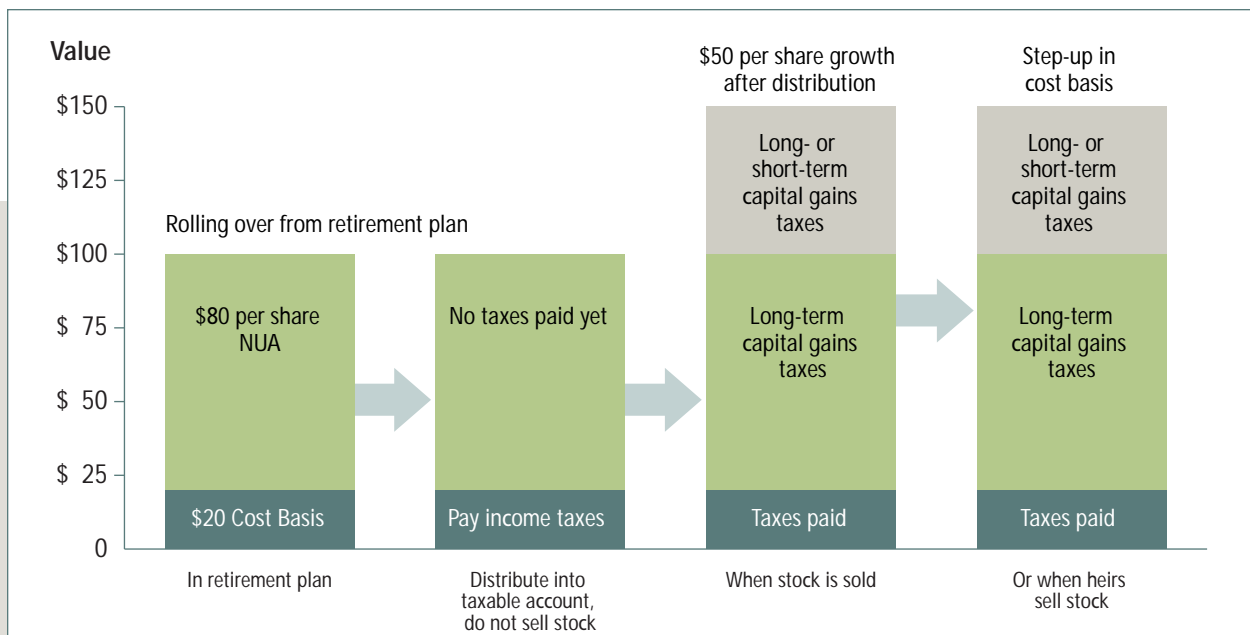 Value
$50 per share growth
after distribution
Step-up in
cost basis
$150
$125
$100
$ 75
$ 50
$ 25
0
Rolling over from retirement plan
$80 per share
NUA
$20 Cost Basis
No taxes paid yet
Pay income taxes
Long- or
short-term
capital gains
taxes
Long-term
capital gains
taxes
Taxes paid
Long- or
short-term
capital gains
taxes
Long-term
capital gains
taxes
Taxes paid
In retirement plan
Distribute into
taxable account,
do not sell stock
When stock is sold
Or when heirs
sell stock